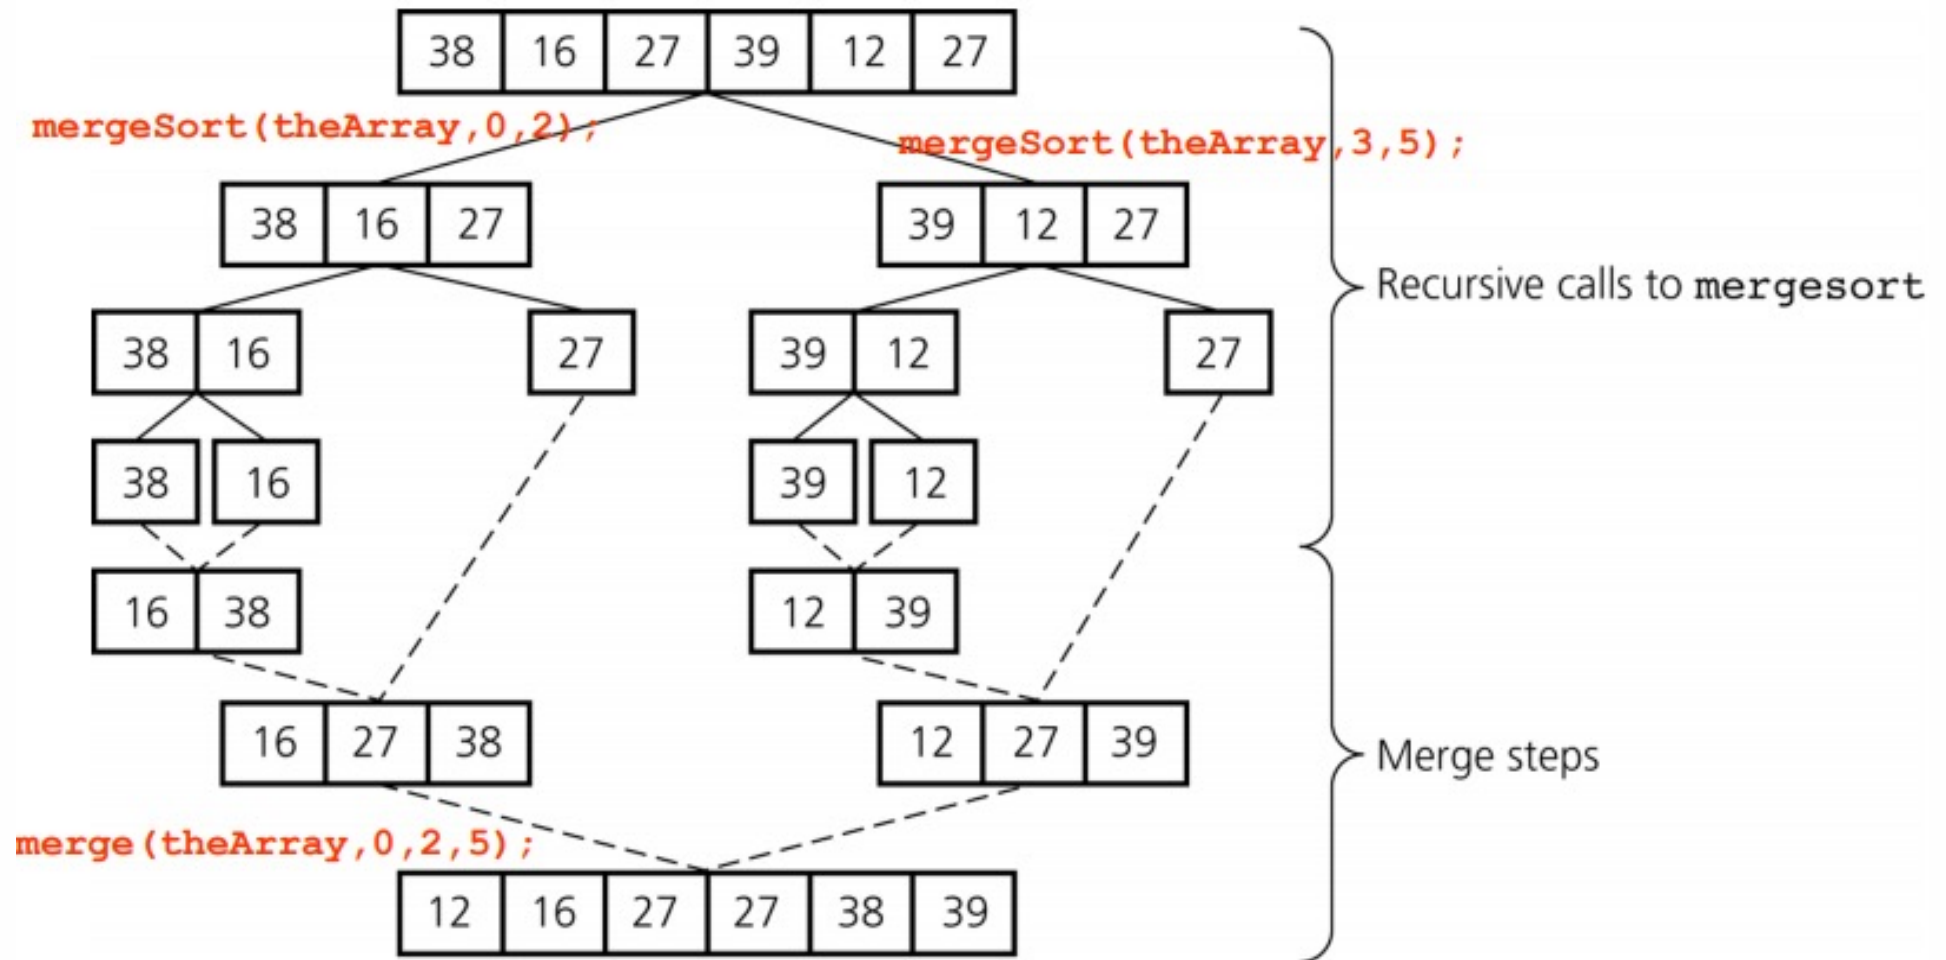 38 16 27 39 12 27
mergeSort(theArray,0,2);
mergeSort(theArray,3,5);
38 16 27
39 12 27
Recursive calls to mergesort
38 16
27
39 12
27
38
16
39
12
16 38
12 39
16 27 38
12 27 39
Merge steps
merge(theArray,0,2,5);
12 16 27 27 38 39